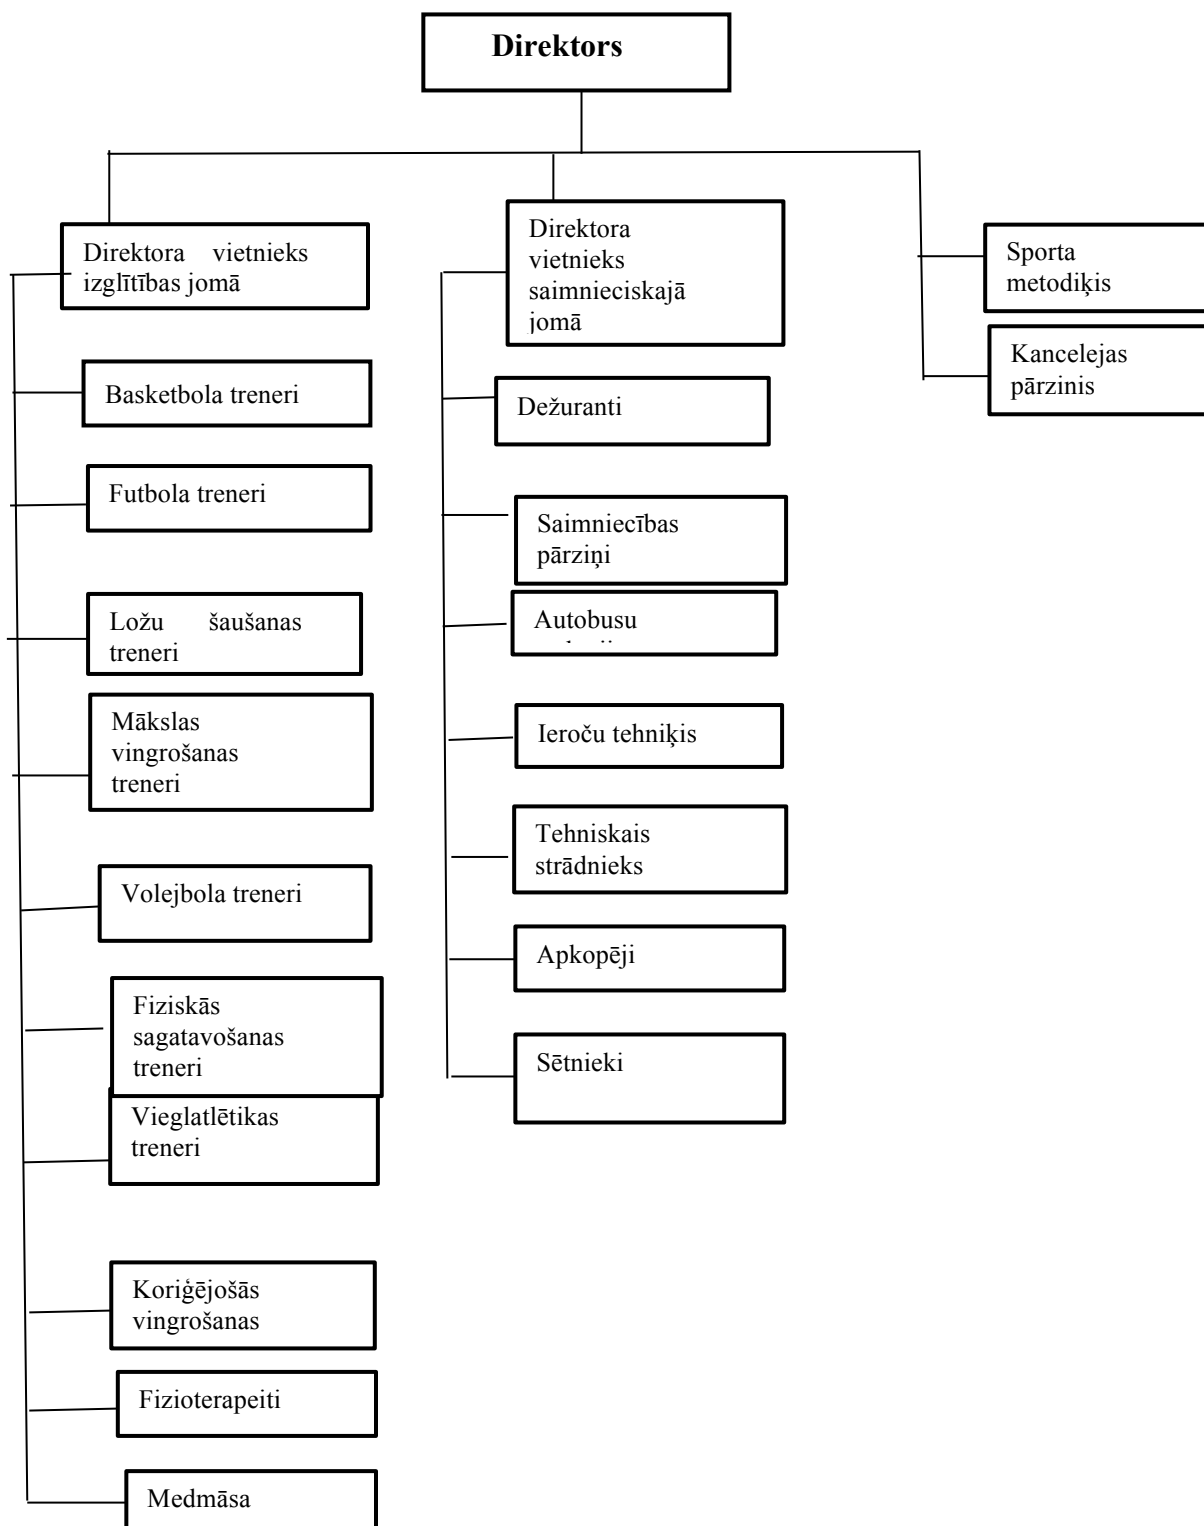 Direktors
Direktora vietnieks
izglītības jomā
Basketbola treneri
Futbola treneri
Ložu šaušanas
treneri
Mākslas
vingrošanas
treneri
Volejbola treneri
Fiziskās
sagatavošanas
treneri
Vieglatlētikas
treneri
Koriģējošās
vingrošanas
Fizioterapeiti
Medmāsa
Direktora
vietnieks
saimnieciskajā
jomā
Dežuranti
Saimniecības
pārziņi
Autobusu
Ieroču tehniķis
Tehniskais
strādnieks
Apkopēji
Sētnieki
Sporta
metodiķis
Kancelejas
pārzinis